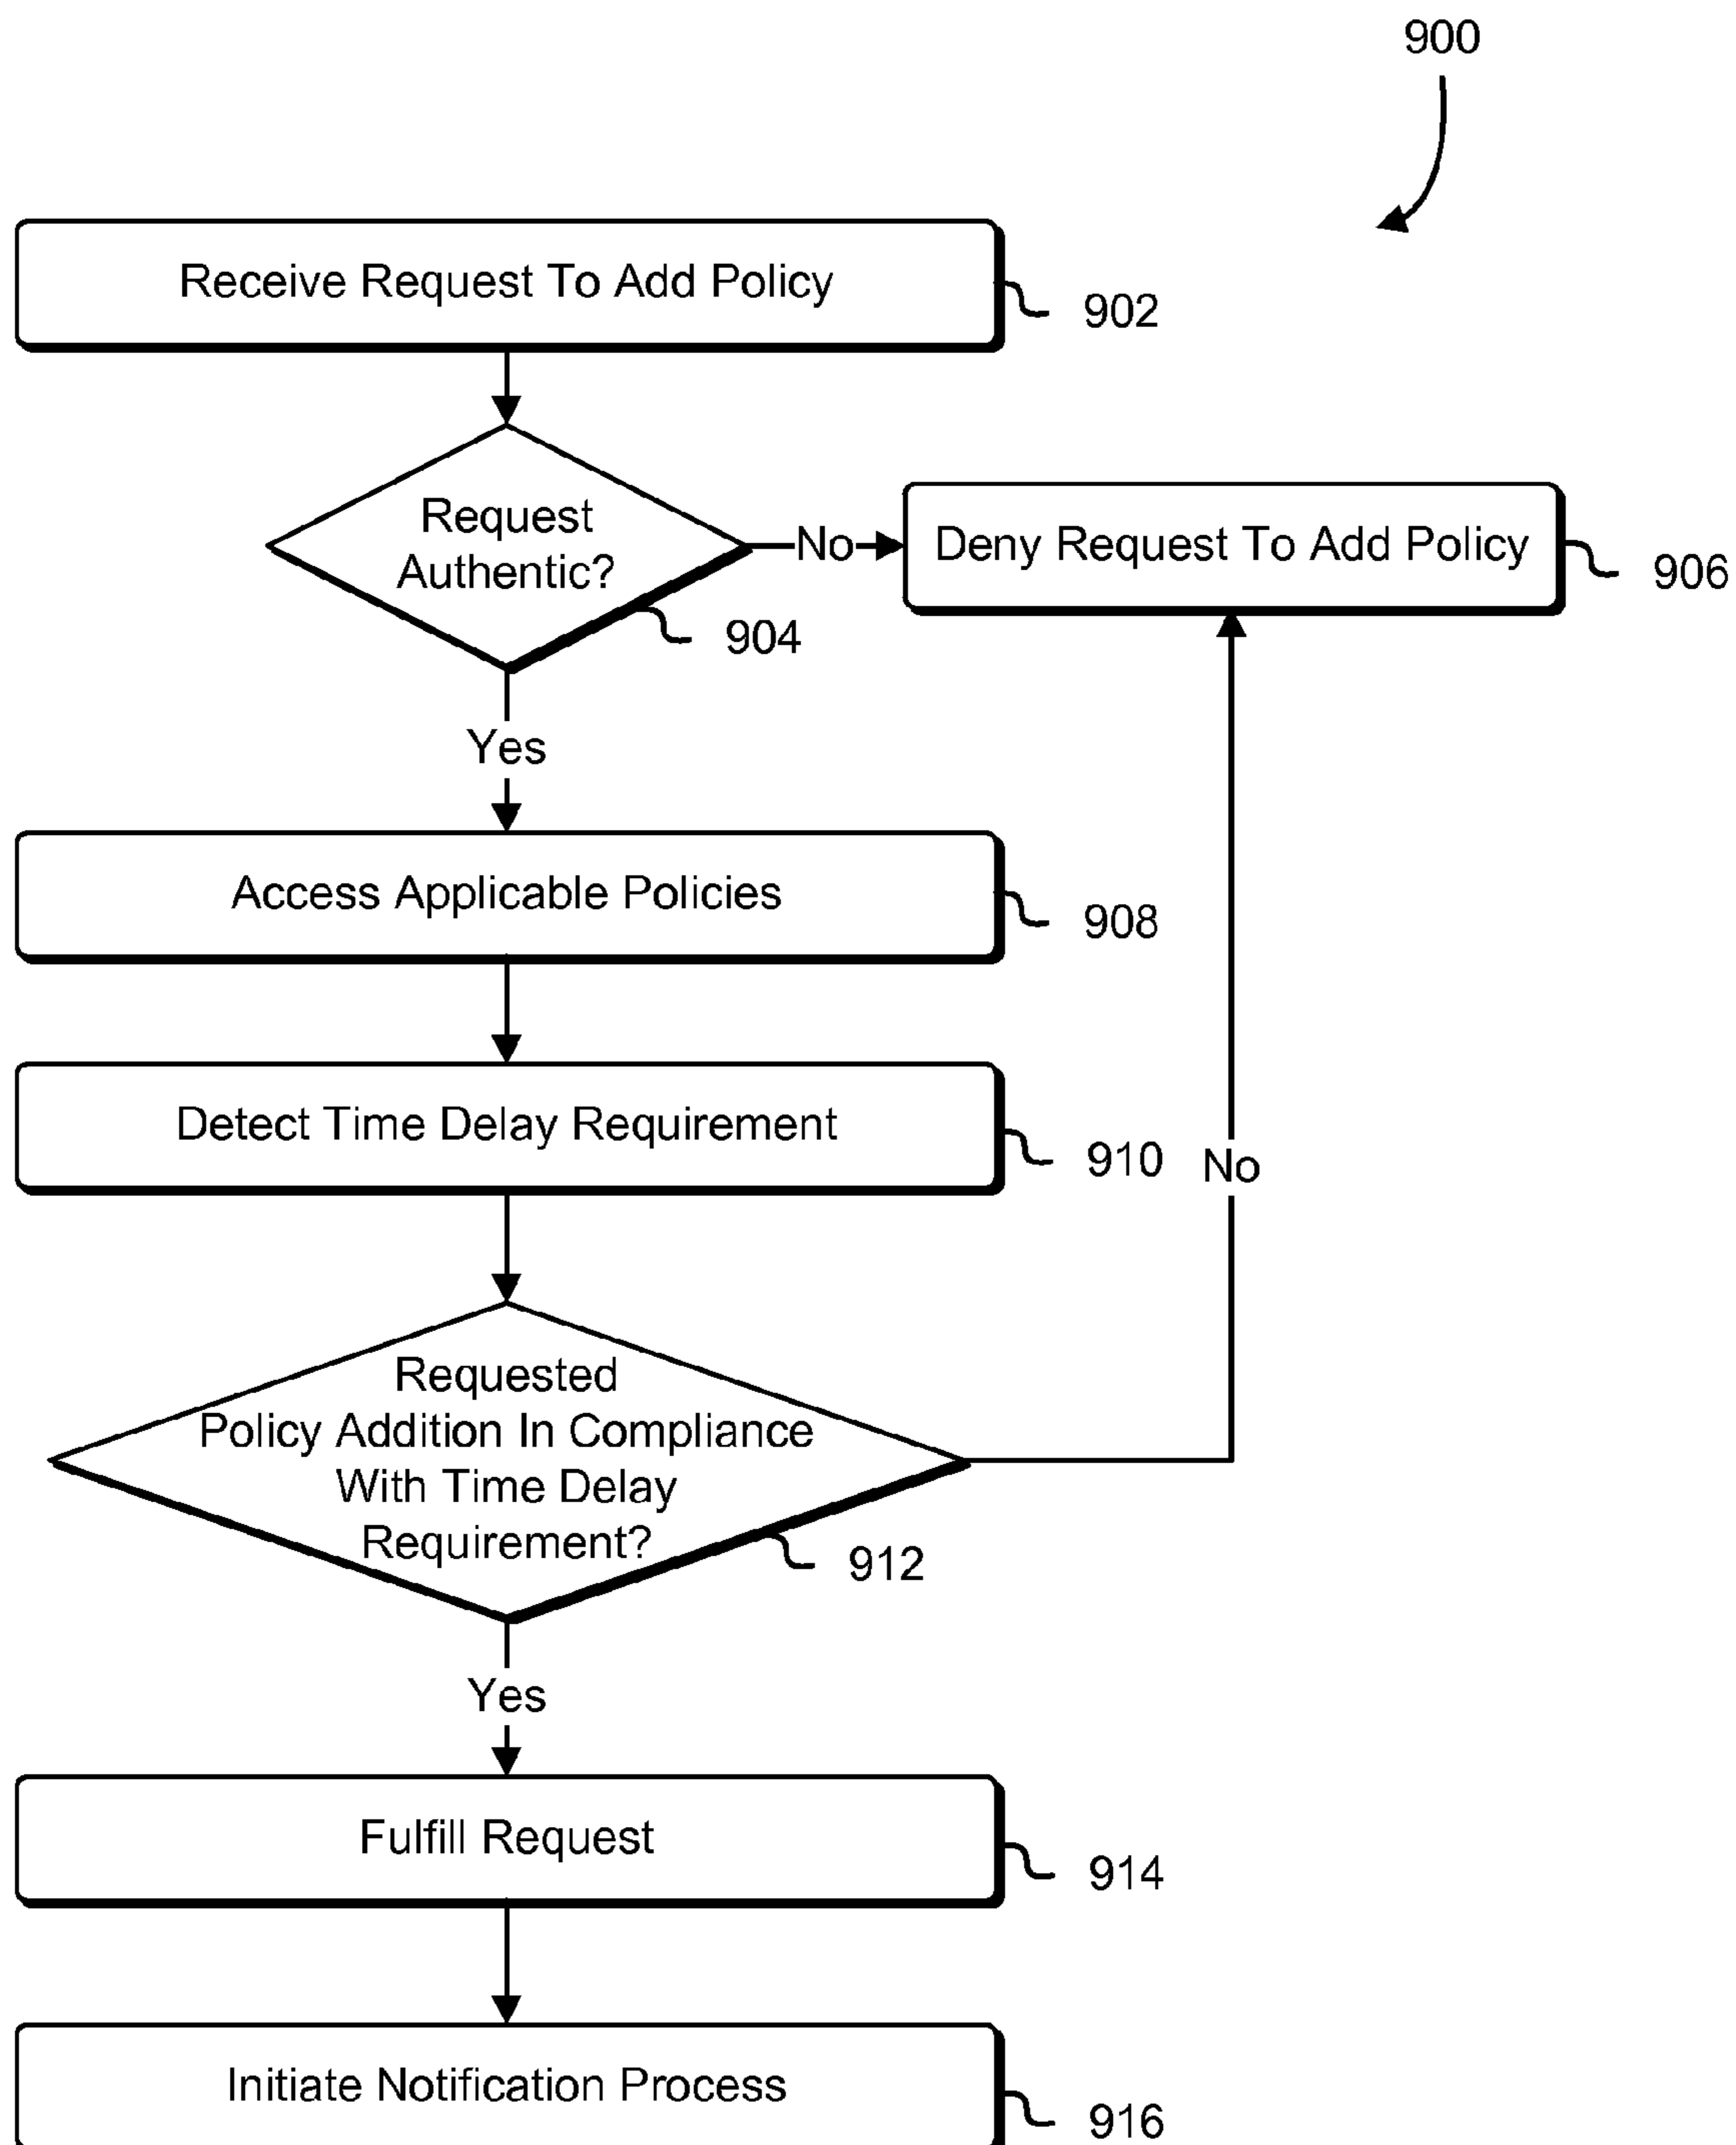 900
Receive Request To Add Policy
902
Request
Authentic?
904
No
Deny Request To Add Policy
906
Yes
Access Applicable Policies
908
Detect Time Delay Requirement
910
No
Requested
Policy Addition In Compliance
With Time Delay
Requirement?
912
Yes
Fulfill Request
914
Initiate Notification Process
916